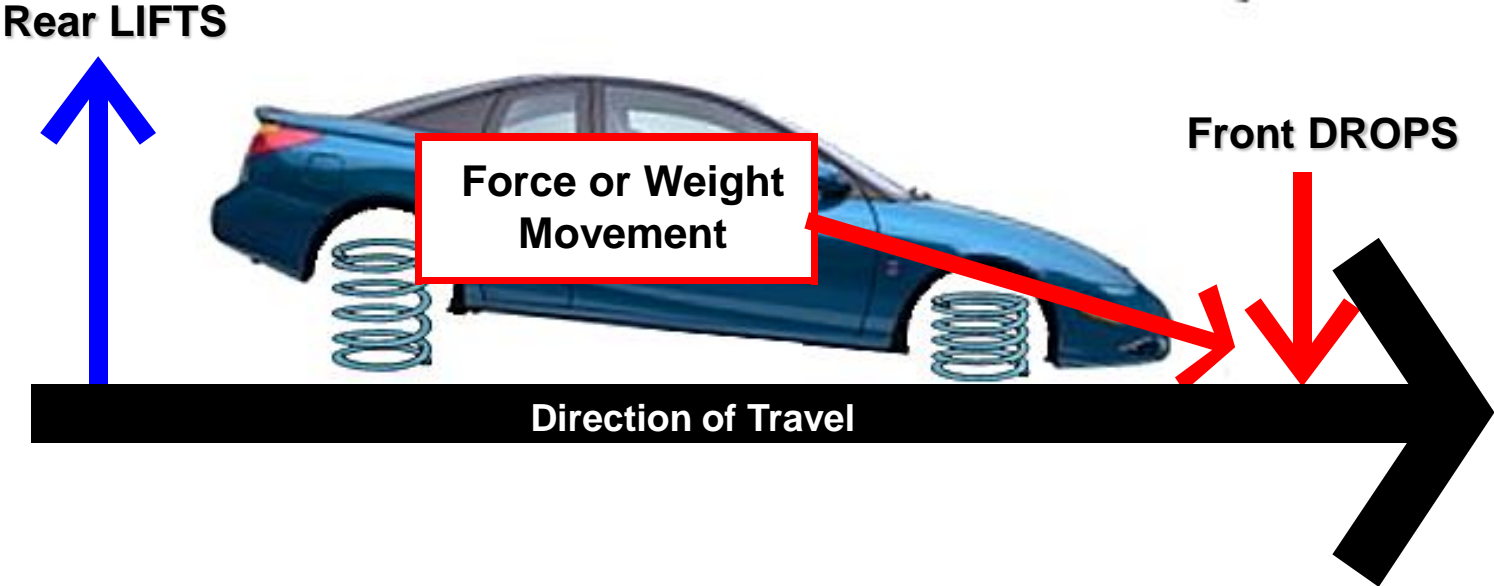 Rear LIFTS
Front DROPS
Force or Weight
Movement
Direction of Travel